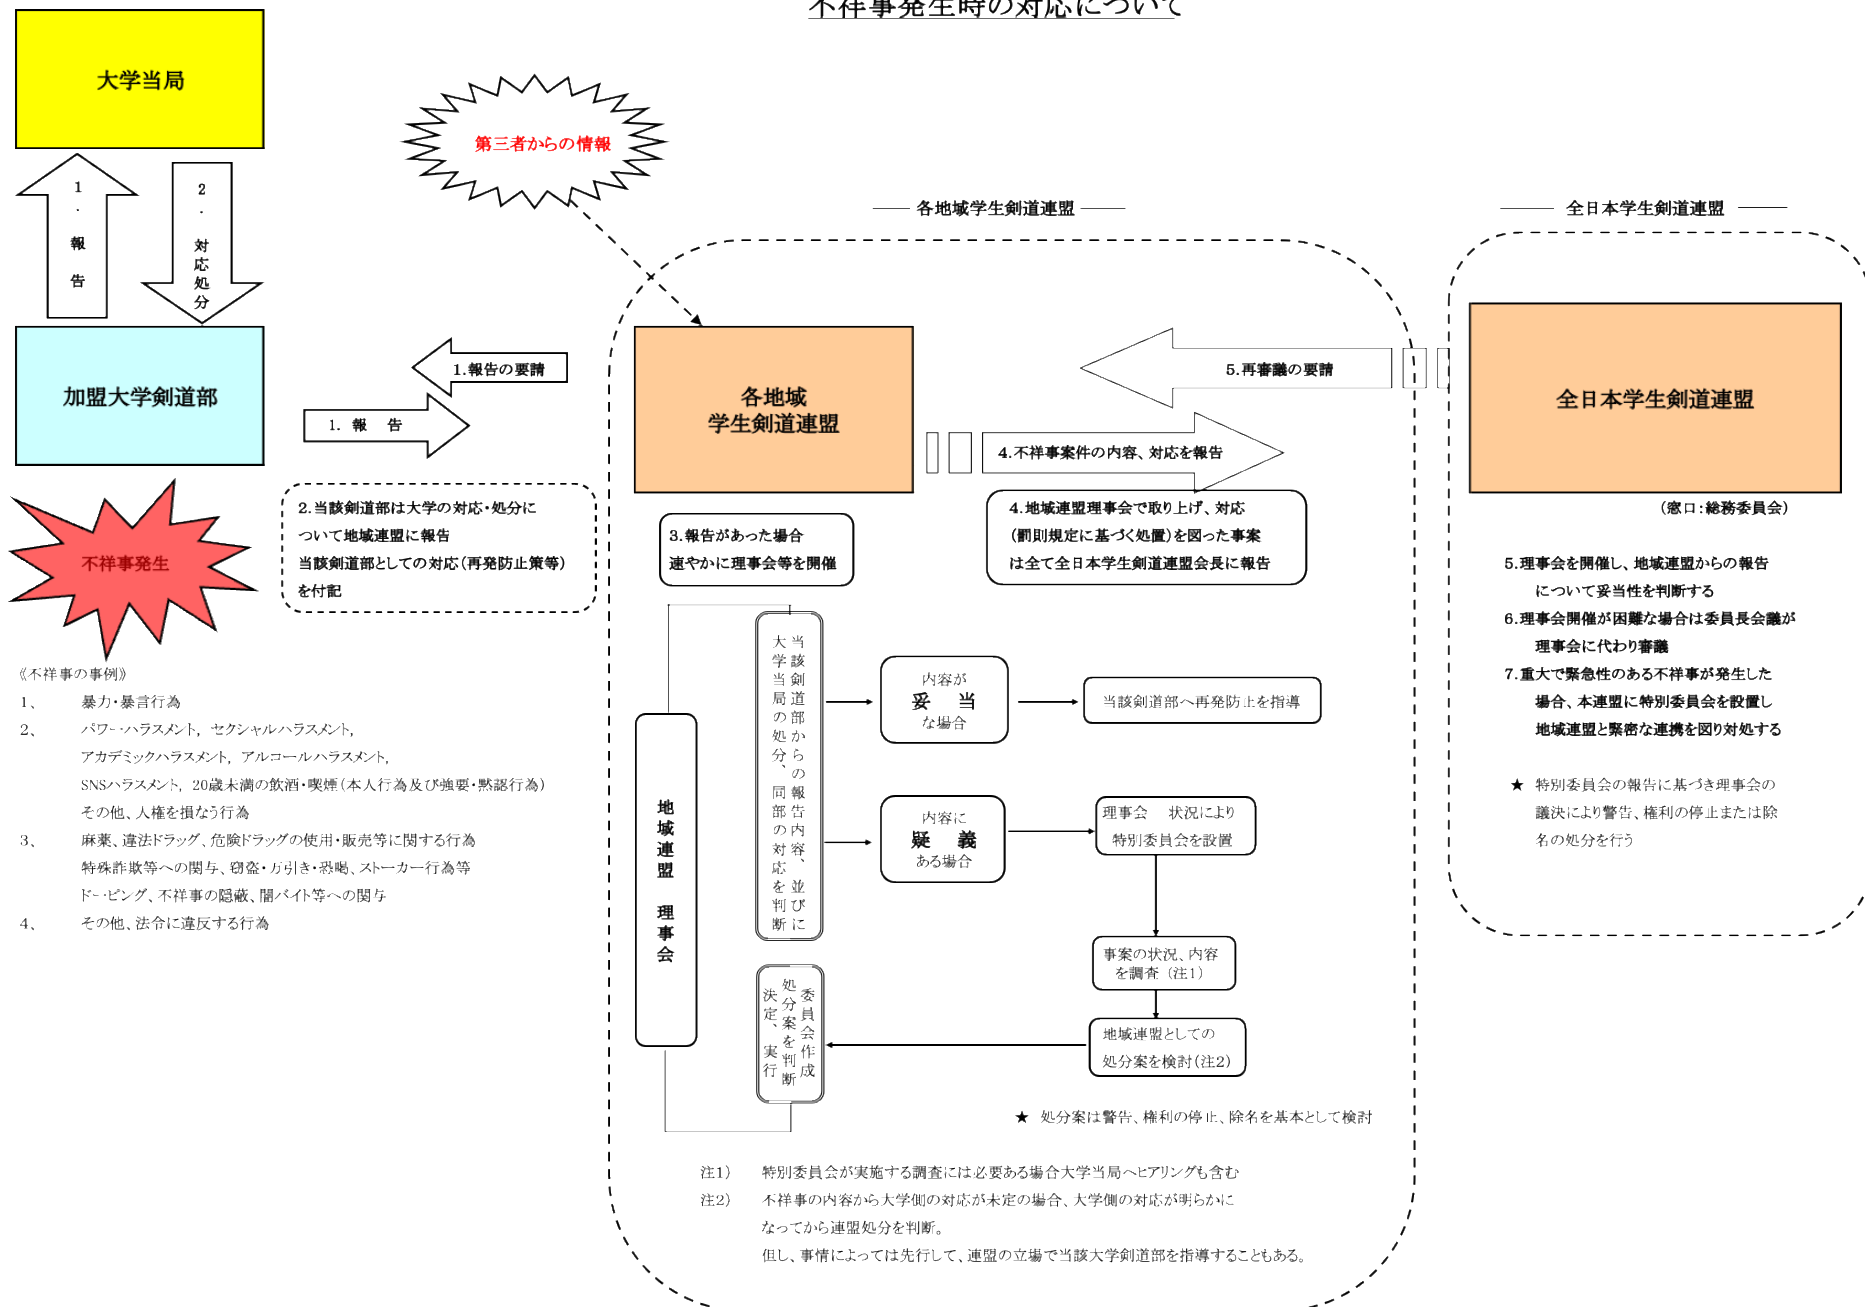 不祥事発生時の対応について
大学当局
1.報告
2.対応処分
第三者からの情報
加盟大学剣道部
1.報告の要請
1. 報 告
不祥事発生
2.当該剣道部は大学の対応・処分に
ついて地域連盟に報告
当該剣道部としての対応(再発防止策等)
を付記
《不祥事の事例》
1、 暴力・暴言行為
2、 パワーハラスメント, セクシャルハラスメント,
アカデミックハラスメント, アルコールハラスメント,
SNSハラスメント, 20歳未満の飲酒・喫煙(本人行為及び強要・黙認行為)
その他、人権を損なう行為
3、 麻薬、違法ドラッグ、危険ドラッグの使用・販売等に関する行為
特殊詐欺等への関与、窃盗・万引き・恐喝、ストーカー行為等
ドーピング、不祥事の隠蔽、闇バイト等への関与
4、 その他、法令に違反する行為
各地域学生剣道連盟
各地域
学生剣道連盟
5.再審議の要請
4.不祥事案件の内容、対応を報告
3.報告があった場合
速やかに理事会等を開催
4.地域連盟理事会で取り上げ、対応
(罰則規定に基づく処置)を図った事案
は全て全日本学生剣道連盟会長に報告
地域連盟 理事会
当該剣道部からの報告内容、並びに
大学当局の処分、同部の対応を判断
内容が
妥 当
な場合
当該剣道部へ再発防止を指導
内容に
疑 義
ある場合
理事会 状況により
特別委員会を設置
事案の状況、内容
を調査(注1)
地域連盟としての
処分案を検討(注2)
委員会作成
処分案を判断
決定、実行
★ 処分案は警告、権利の停止、除名を基本として検討
注1) 特別委員会が実施する調査には必要ある場合大学当局へヒアリングも含む
注2) 不祥事の内容から大学側の対応が未定の場合、大学側の対応が明らかに
なってから連盟処分を判断。
但し、事情によっては先行して、連盟の立場で当該大学剣道部を指導することもある。
全日本学生剣道連盟
全日本学生剣道連盟
(窓口:総務委員会)
5.理事会を開催し、地域連盟からの報告
について妥当性を判断する
6.理事会開催が困難な場合は委員長会議が
理事会に代わり審議
7.重大で緊急性のある不祥事が発生した
場合、本連盟に特別委員会を設置し
地域連盟と緊密な連携を図り対処する
★ 特別委員会の報告に基づき理事会の
議決により警告、権利の停止または除
名の処分を行う